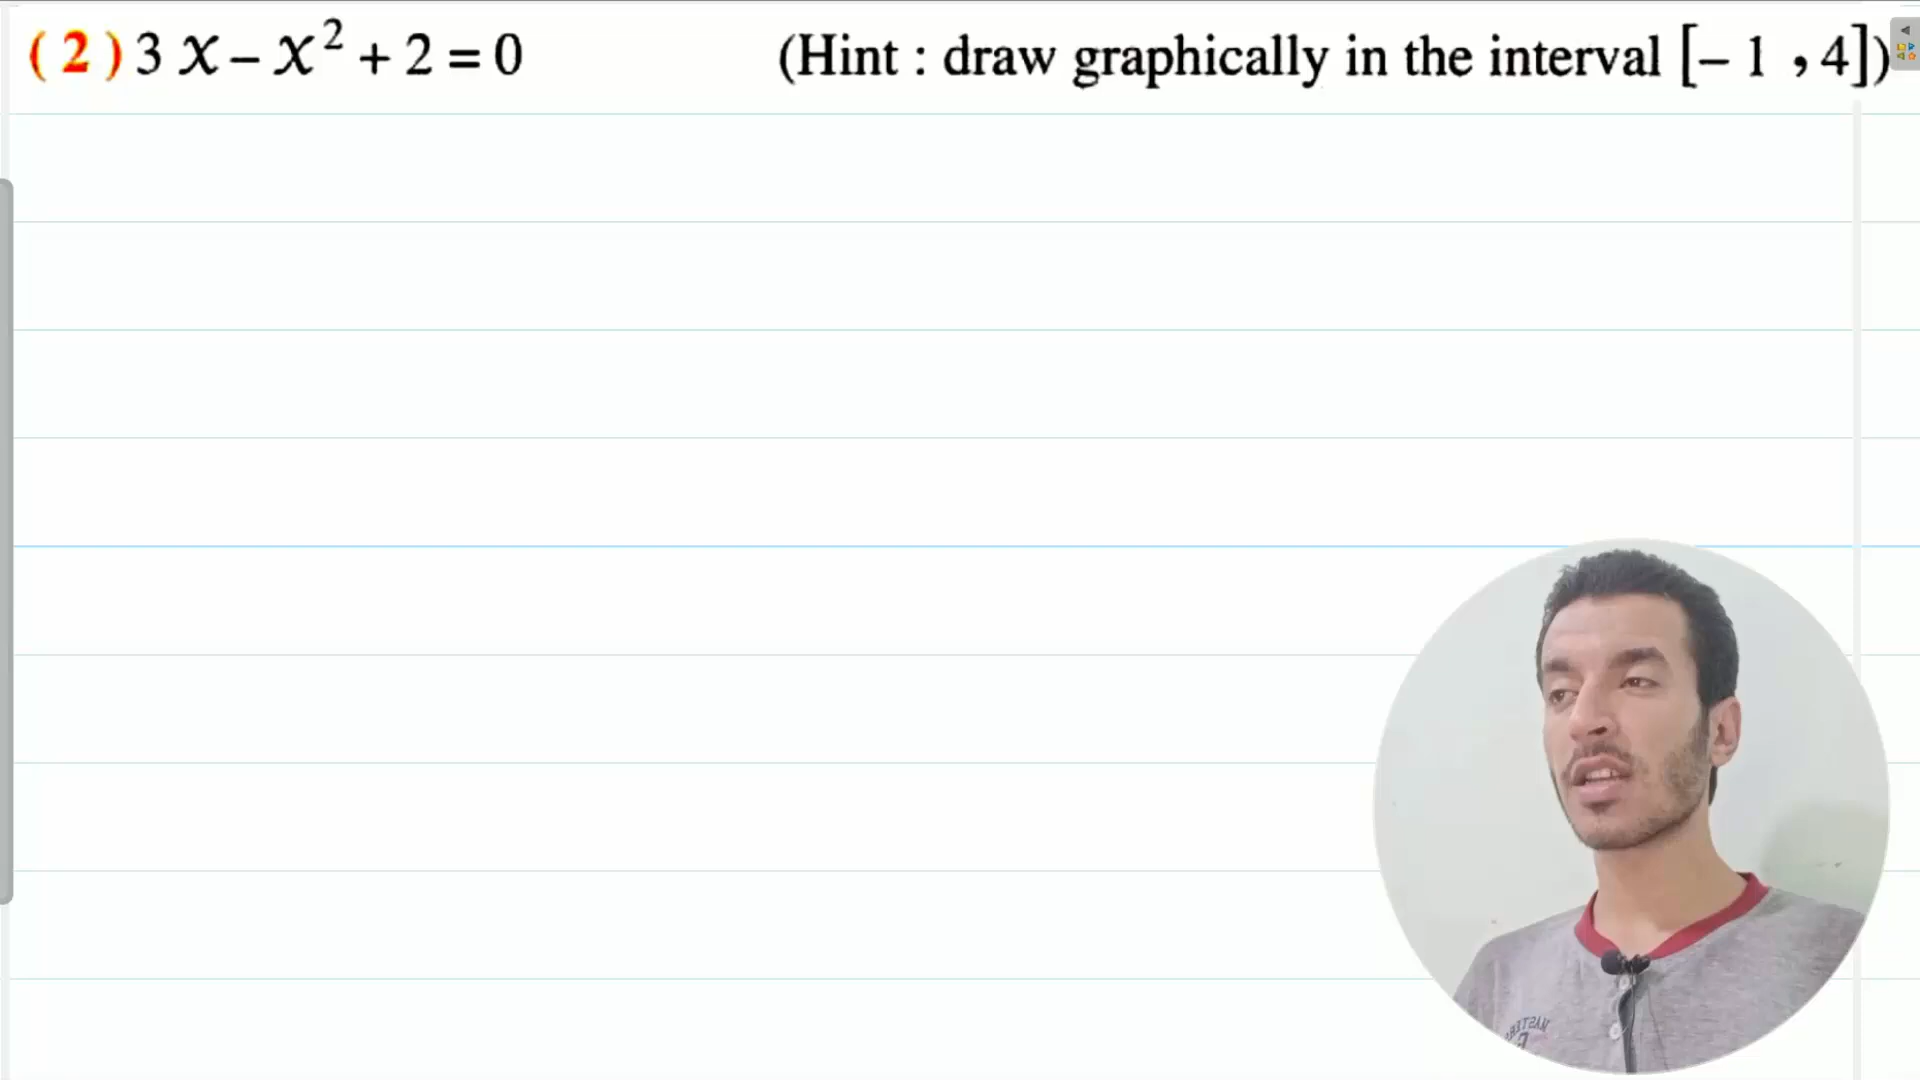 (2) 3 x – x² + 2 = 0 (Hint : draw graphically in the interval [– 1 , 4])